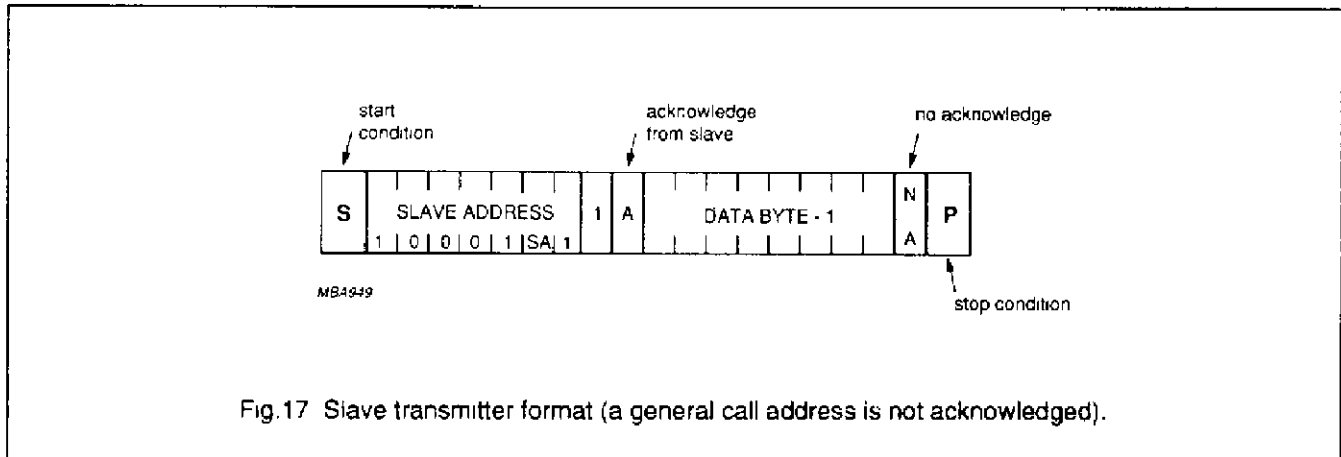 start
condition
acknowledge
from slave
no acknowledge
S
SLAVE ADDRESS
1 0 0 0 1 SA 1
1
A
DATA BYTE - 1
N
A
P
MBA949
stop condition
Fig.17 Slave transmitter format (a general call address is not acknowledged).